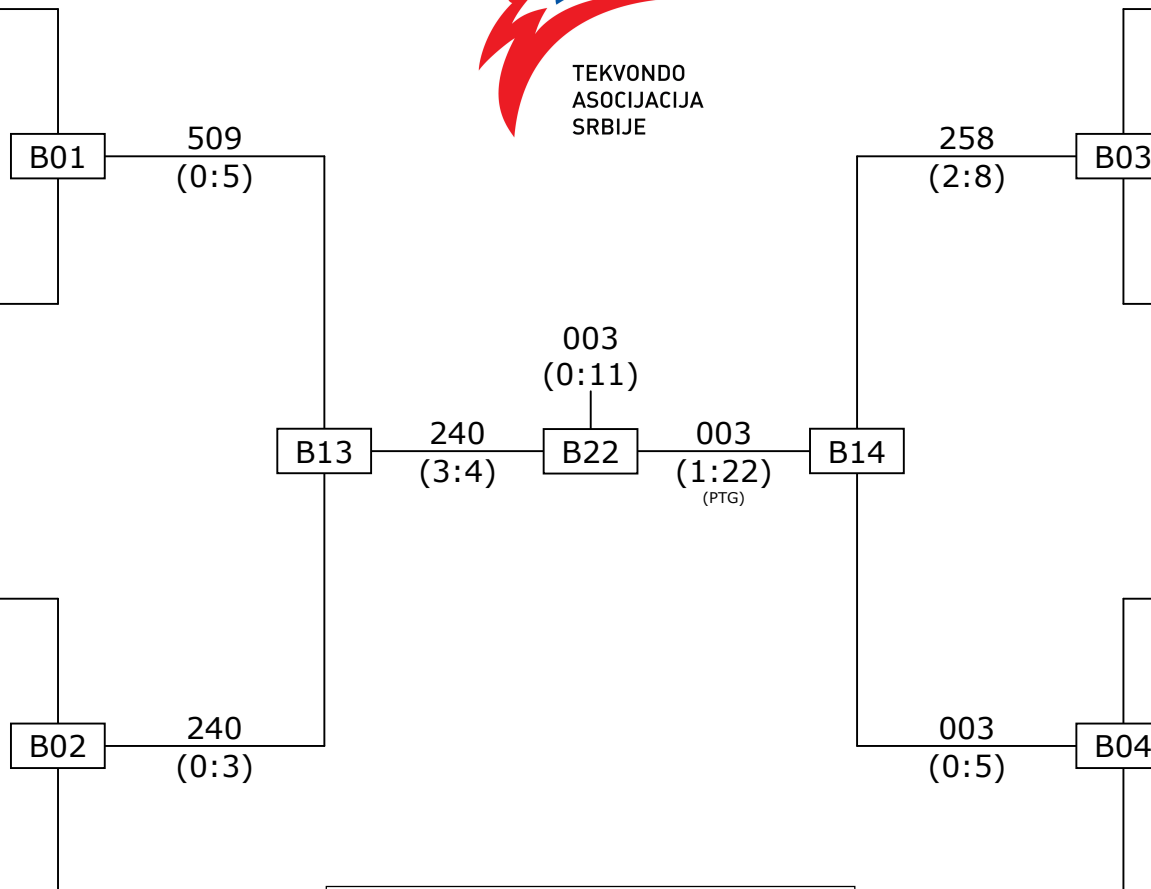 TEKVONDO
ASOCIJACIJA
SRBIJE
B01
509
(0:5)
258
(2:8)
B03
003
(0:11)
B13
240
(3:4)
B22
003
(1:22)
(PTG)
B14
B02
240
(0:3)
003
(0:5)
B04